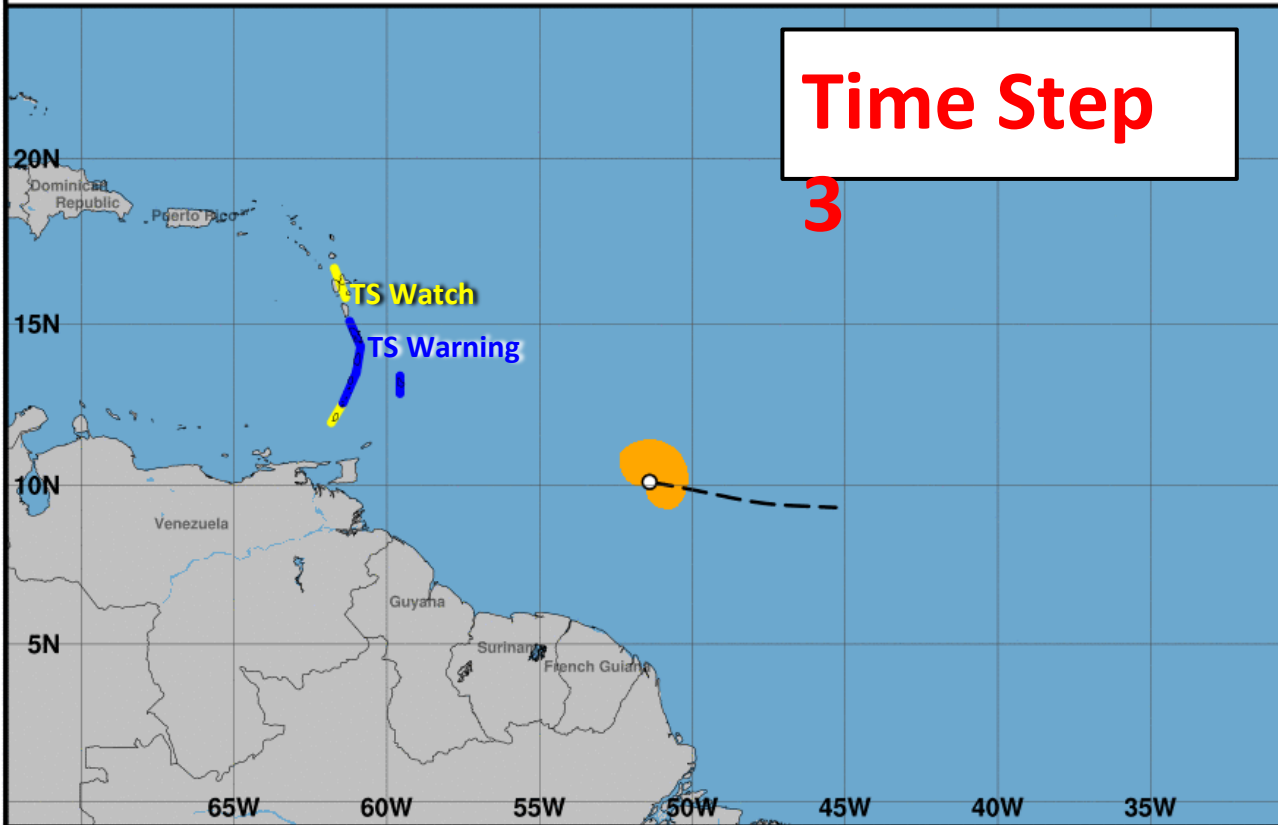 Time Step
3
20N
Dominican
Republic
Puerto Rico
TS Watch
15N
TS Warning
10N
Venezuela
Guyana
5N
Suriname
French Guiana
65W
60W
55W
50W
45W
40W
35W